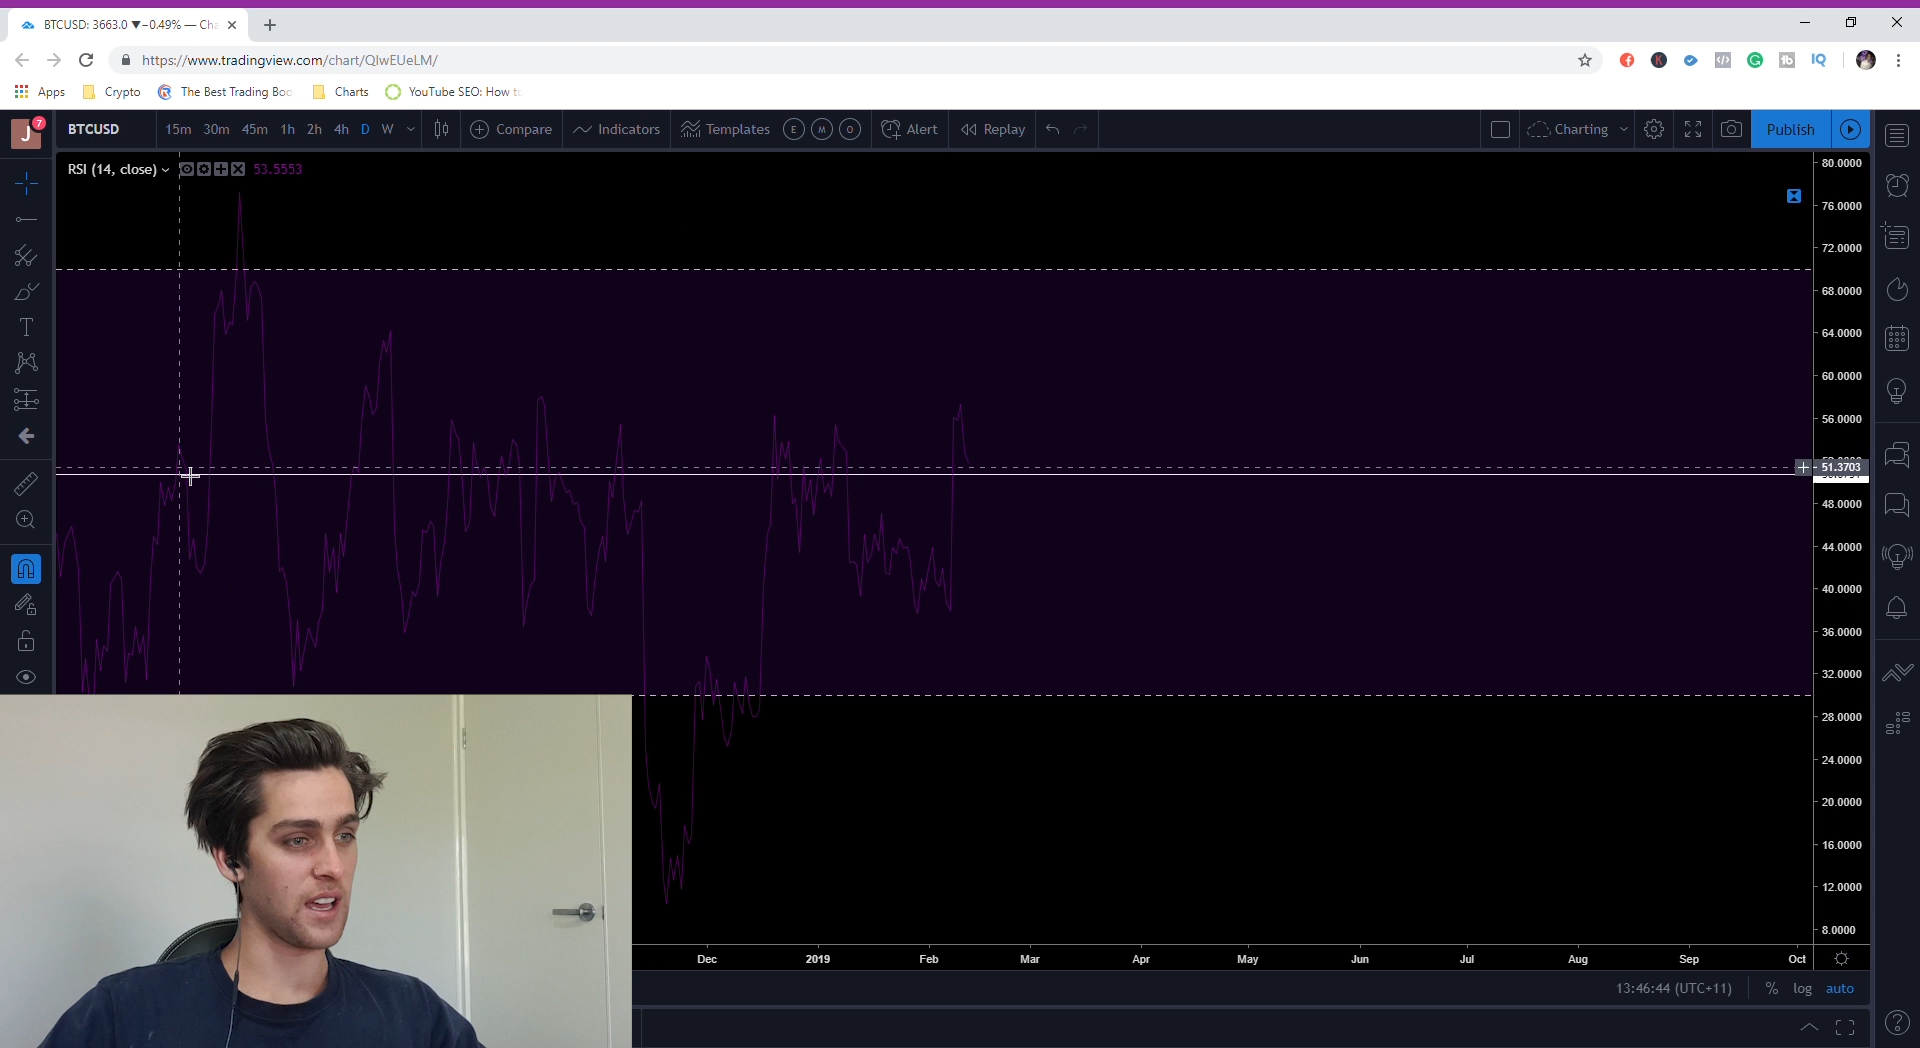 BTCUSD: 3663.0 ▼−0.49% — Cha
https://www.tradingview.com/chart/QIwEUeLM/
Apps Crypto The Best Trading Boo Charts YouTube SEO: How to
J 7 BTCUSD 15m 30m 45m 1h 2h 4h D W Compare Indicators Templates E M O Alert Replay Charting Publish
RSI (14, close) 53.5553
80.0000
76.0000
72.0000
68.0000
64.0000
60.0000
56.0000
51.3703
48.0000
44.0000
40.0000
36.0000
32.0000
28.0000
24.0000
20.0000
16.0000
12.0000
8.0000
Dec 2019 Feb Mar Apr May Jun Jul Aug Sep Oct
13:46:44 (UTC+11) % log auto